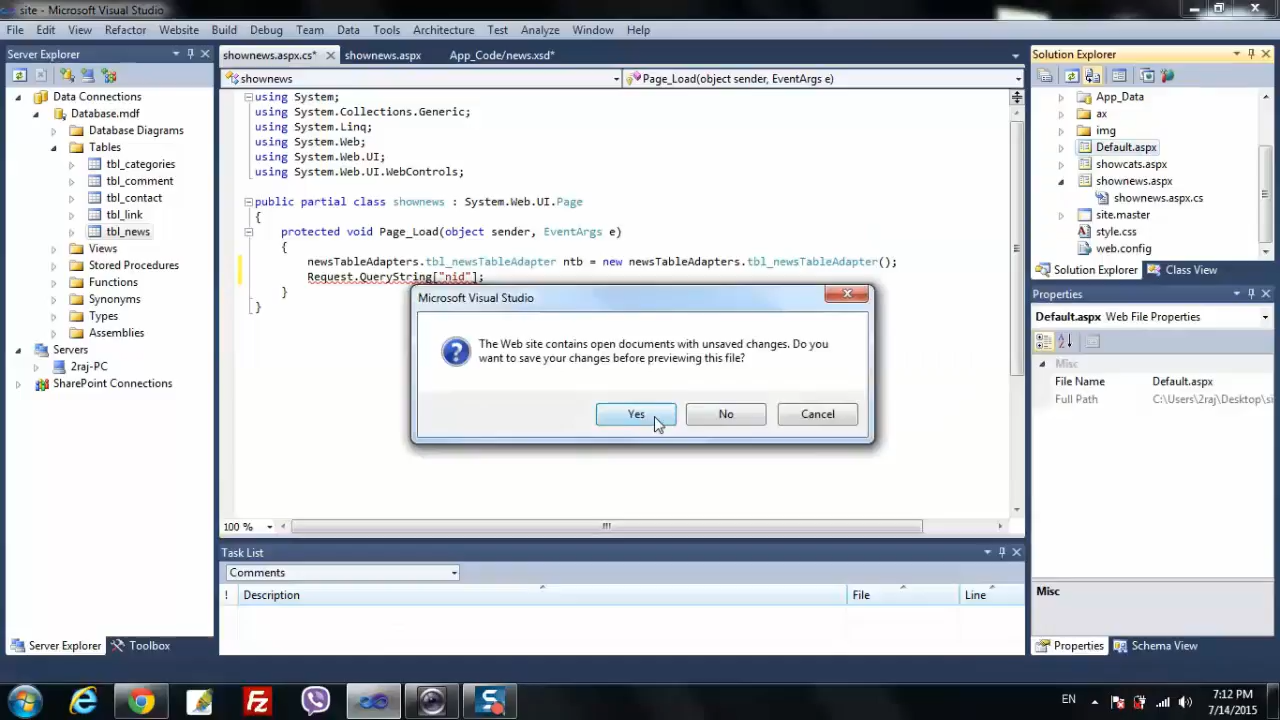 site - Microsoft Visual Studio
File Edit View Refactor Website Build Debug Team Data Tools Architecture Test Analyze Window Help
Server Explorer
Data Connections
Database.mdf
Database Diagrams
Tables
tbl_categories
tbl_comment
tbl_contact
tbl_link
tbl_news
Views
Stored Procedures
Functions
Synonyms
Types
Assemblies
Servers
2raj-PC
SharePoint Connections
Server Explorer Toolbox
shownews.aspx.cs* shownews.aspx App_Code/news.xsd*
shownews Page_Load(object sender, EventArgs e)
using System;
using System.Collections.Generic;
using System.Linq;
using System.Web;
using System.Web.UI;
using System.Web.UI.WebControls;
public partial class shownews : System.Web.UI.Page
{
protected void Page_Load(object sender, EventArgs e)
{
newsTableAdapters.tbl_newsTableAdapter ntb = new newsTableAdapters.tbl_newsTableAdapter();
Request.QueryString["nid"];
}
}
Microsoft Visual Studio
The Web site contains open documents with unsaved changes. Do you
want to save your changes before previewing this file?
Yes No Cancel
100 %
Task List
Comments
! Description File Line
Solution Explorer
App_Data
ax
img
Default.aspx
showcats.aspx
shownews.aspx
shownews.aspx.cs
site.master
style.css
web.config
Solution Explorer Class View
Properties
Default.aspx Web File Properties
Misc
File Name Default.aspx
Full Path C:\Users\2raj\Desktop\si
Misc
Properties Schema View
EN
7:12 PM
7/14/2015